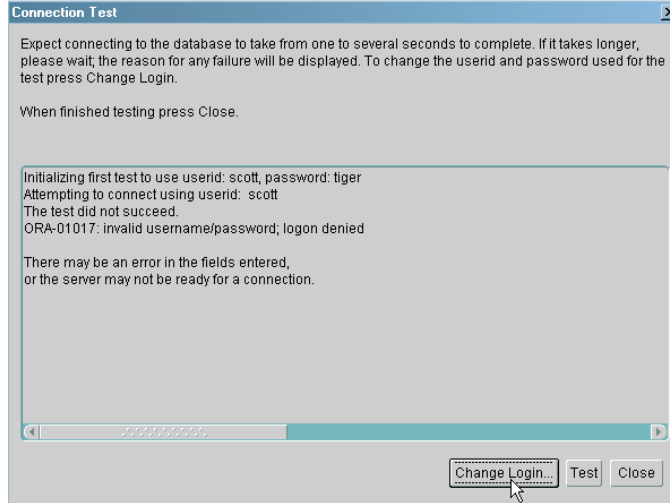 Connection Test
Expect connecting to the database to take from one to several seconds to complete. If it takes longer,
please wait; the reason for any failure will be displayed. To change the userid and password used for the
test press Change Login.
When finished testing press Close.
Initializing first test to use userid: scott, password: tiger
Attempting to connect using userid:  scott
The test did not succeed.
ORA-01017: invalid username/password; logon denied
There may be an error in the fields entered,
or the server may not be ready for a connection.
Change Login... Test Close